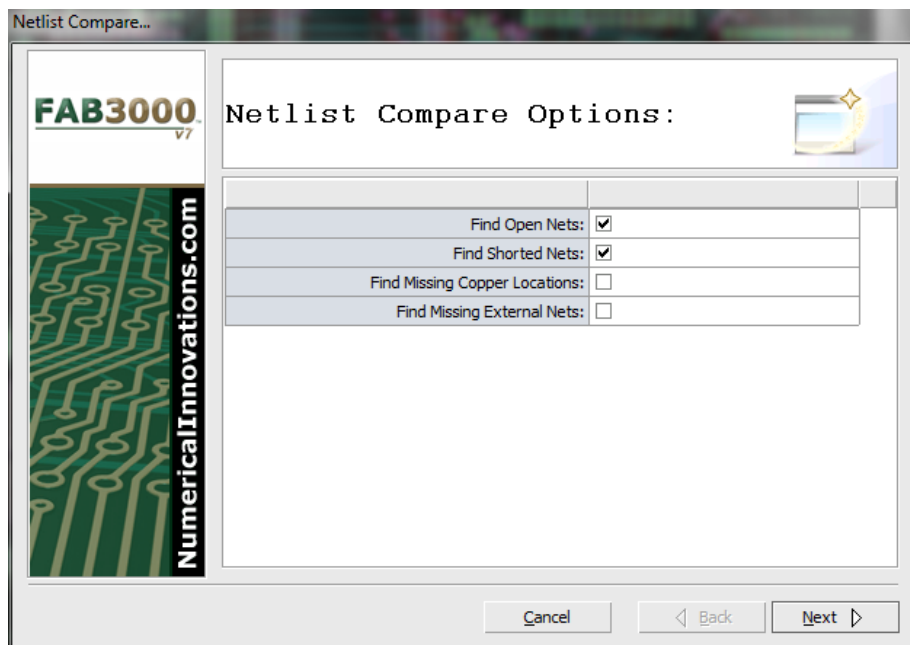 Netlist Compare...
FAB3000
v7
Netlist Compare Options:
NumericalInnovations.com
Find Open Nets:
Find Shorted Nets:
Find Missing Copper Locations:
Find Missing External Nets:
Cancel
Back
Next